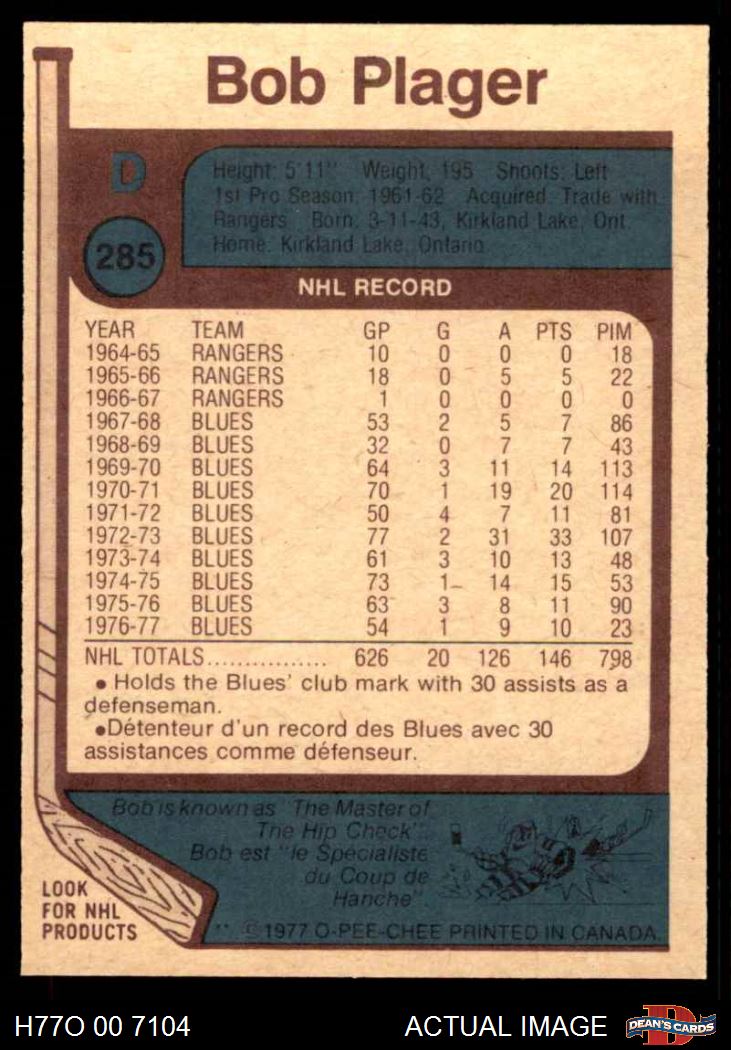 Bob Plager
D
285
Height: 5'11" Weight: 195 Shoots: Left
1st Pro Season: 1961-62 Acquired: Trade with
Rangers Born: 3-11-43, Kirkland Lake, Ont.
Home: Kirkland Lake, Ontario
NHL RECORD
YEAR TEAM GP G A PTS PIM
1964-65 RANGERS 10 0 0 0 18
1965-66 RANGERS 18 0 5 5 22
1966-67 RANGERS 1 0 0 0 0
1967-68 BLUES 53 2 5 7 86
1968-69 BLUES 32 0 7 7 43
1969-70 BLUES 64 3 11 14 113
1970-71 BLUES 70 1 19 20 114
1971-72 BLUES 50 4 7 11 81
1972-73 BLUES 77 2 31 33 107
1973-74 BLUES 61 3 10 13 48
1974-75 BLUES 73 1 14 15 53
1975-76 BLUES 63 3 8 11 90
1976-77 BLUES 54 1 9 10 23
NHL TOTALS................ 626 20 126 146 798
• Holds the Blues' club mark with 30 assists as a
defenseman.
•Détenteur d'un record des Blues avec 30
assistances comme défenseur.
Bob is known as "The Master of
The Hip Check".
Bob est "le Spécialiste
du Coup de
Hanche"
LOOK
FOR NHL
PRODUCTS
** ©1977 O-PEE-CHEE PRINTED IN CANADA
H77O 00 7104 ACTUAL IMAGE
DEAN'S CARDS